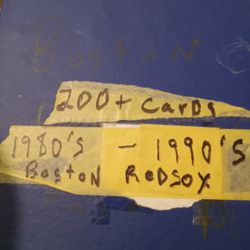 BOSTON
200+ CARDS
1980's - 1990's
BOSTON REDSOX